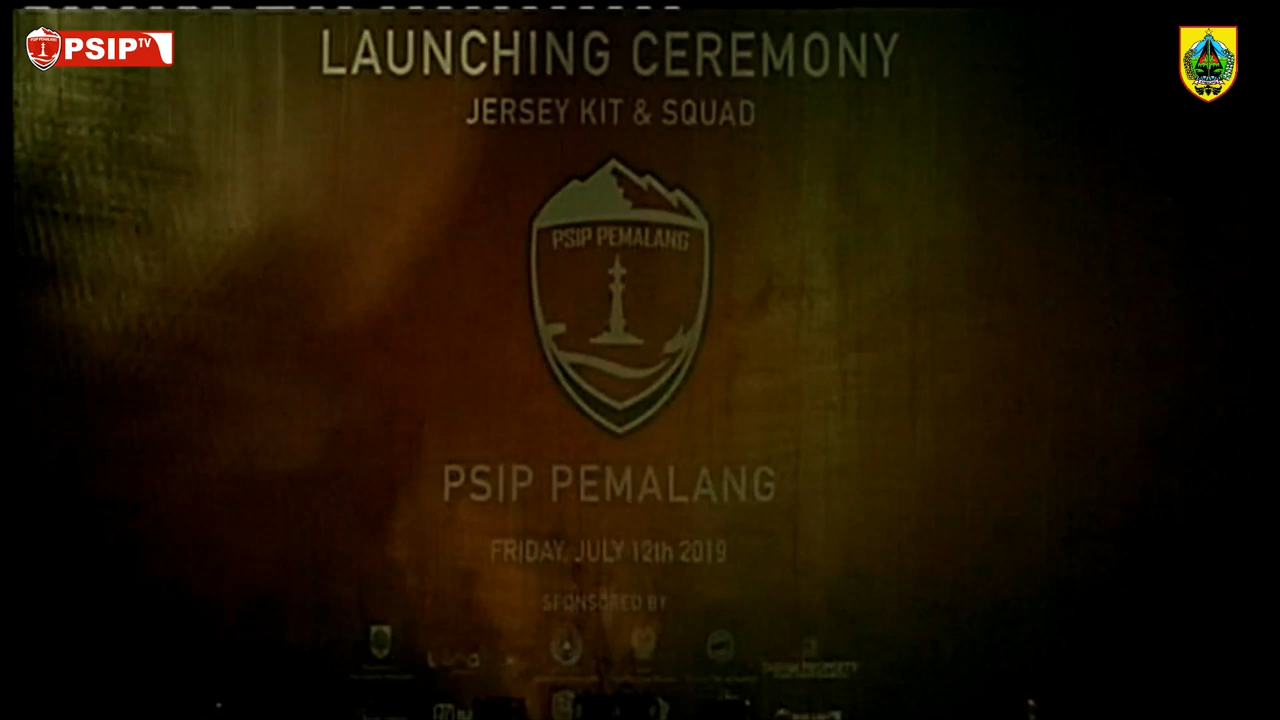 PSIP TV
LAUNCHING CEREMONY
JERSEY KIT & SQUAD
PSIP PEMALANG
PSIP PEMALANG
FRIDAY, JULY 12th 2019
SPONSORED BY